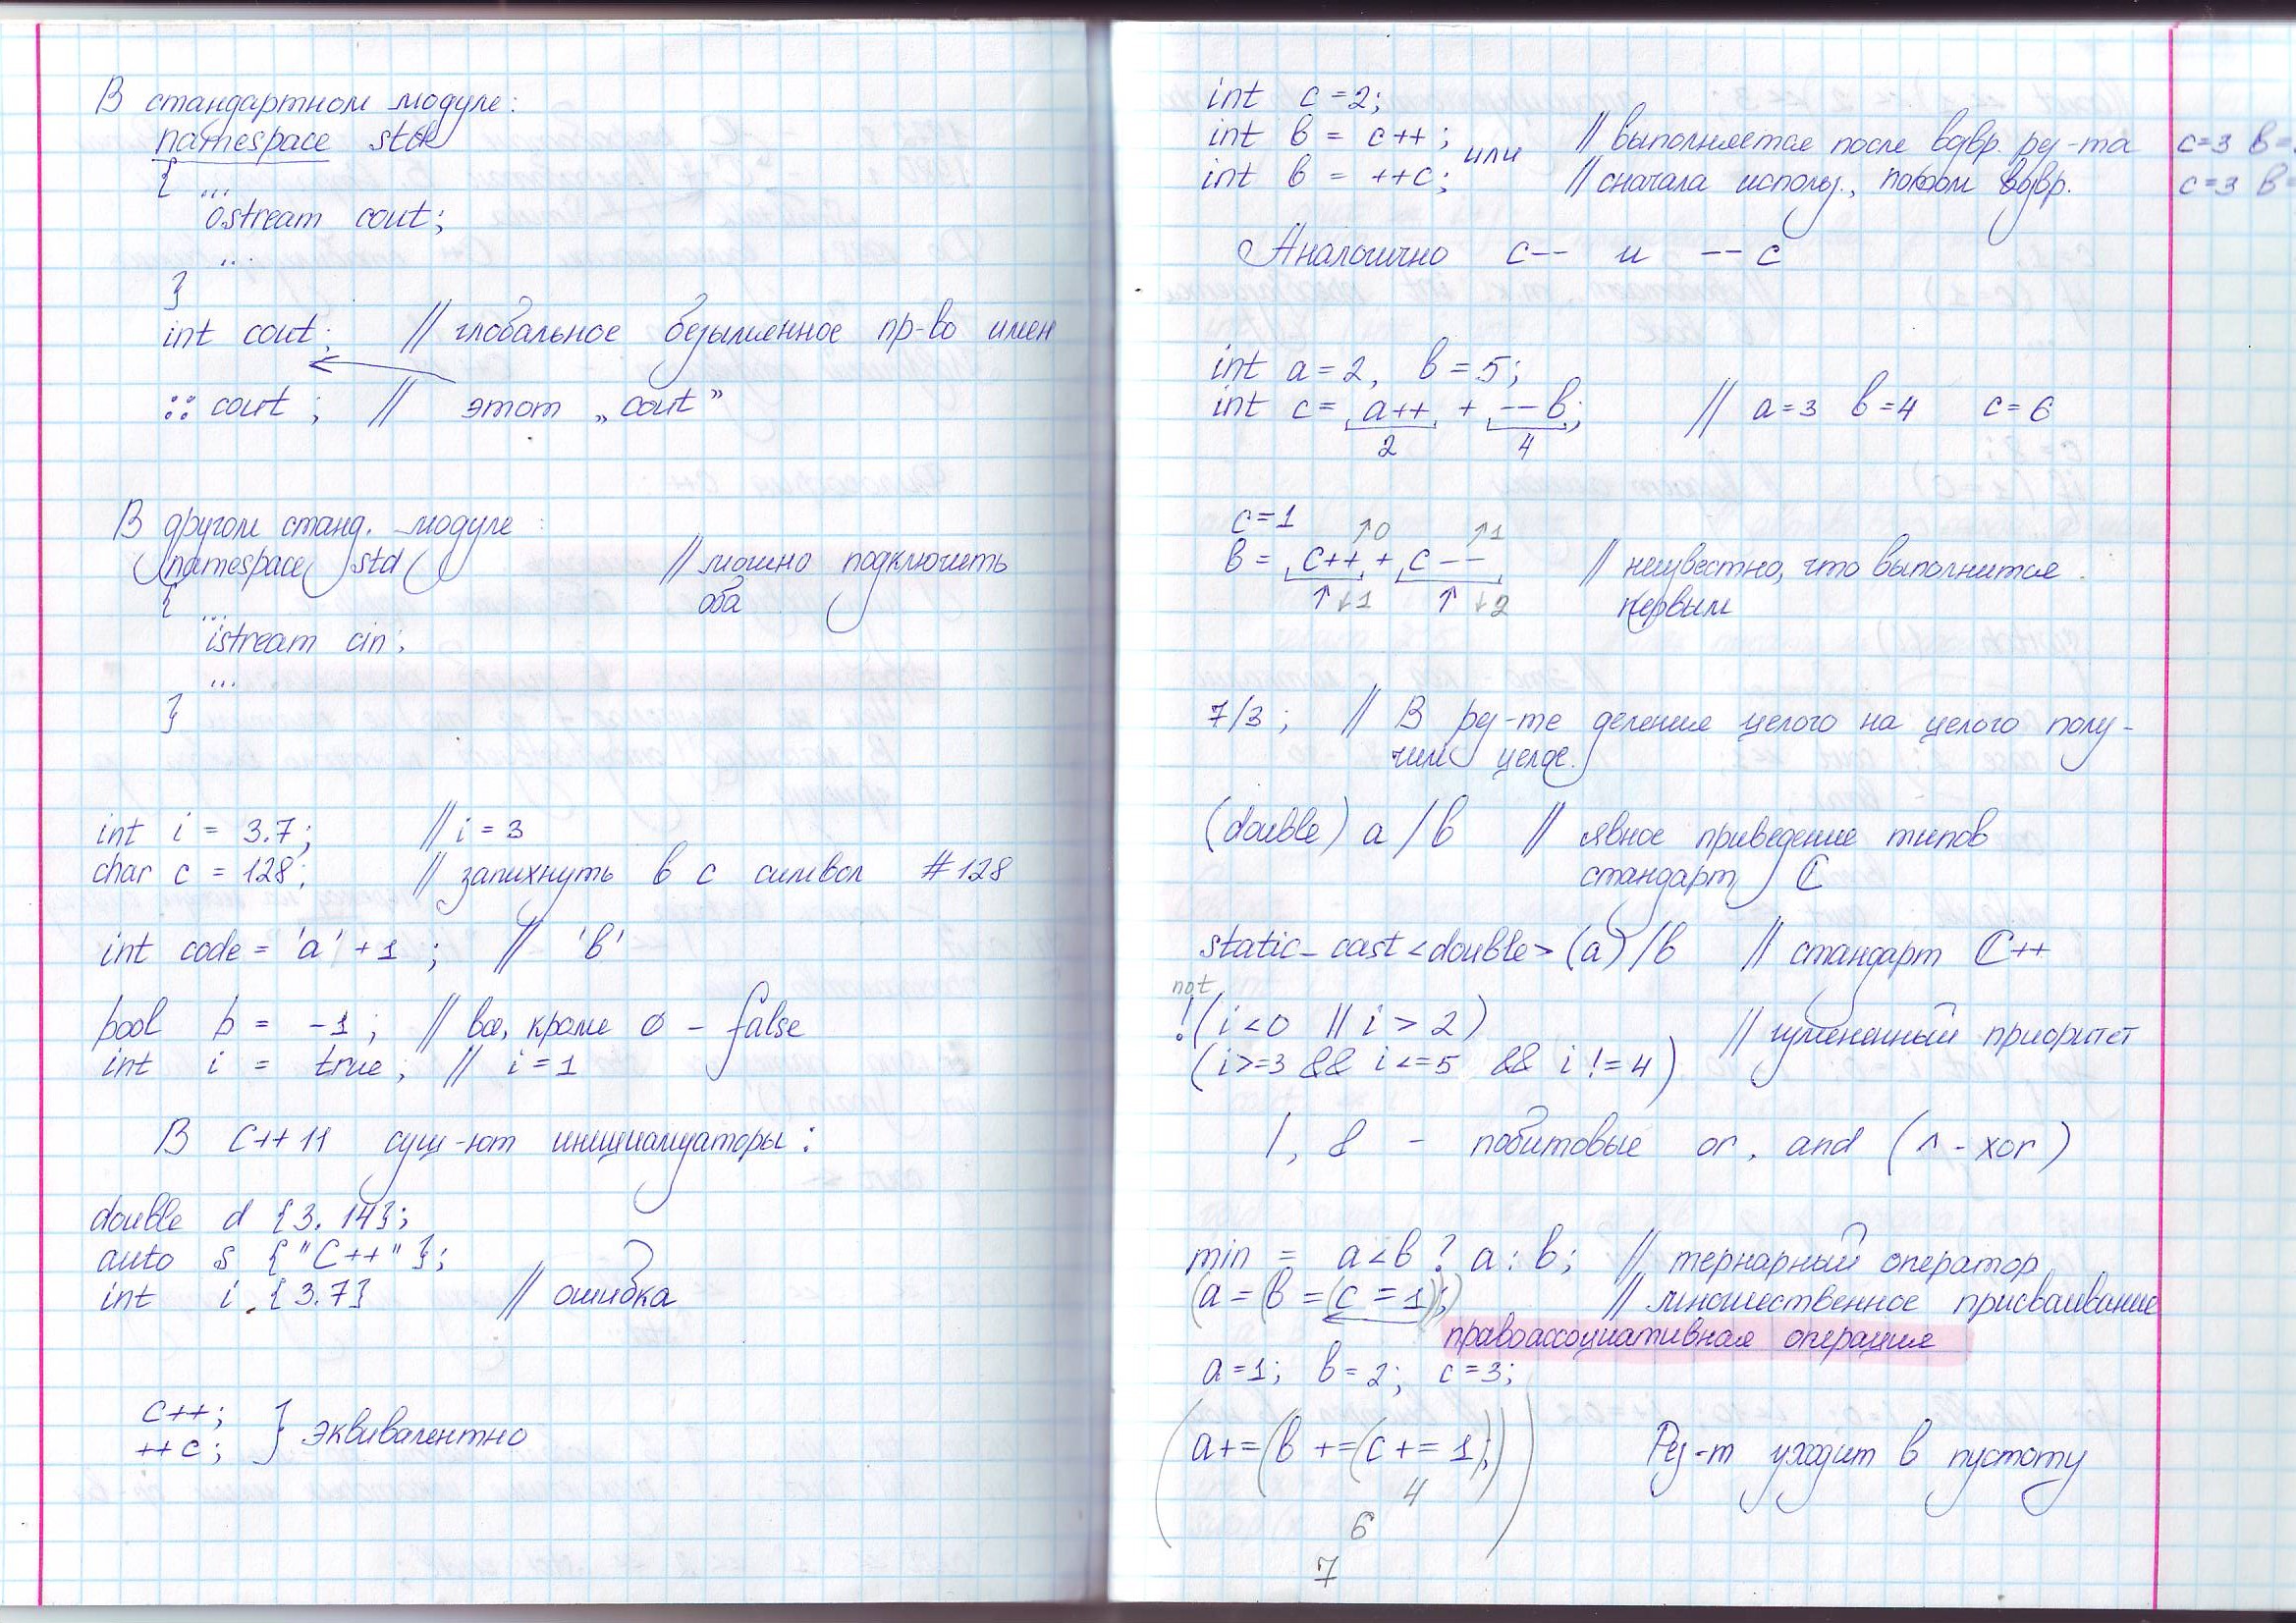 В стандартном модуле:
namespace std
{ ...
ostream cout;
...
}
int cout; // глобальное безыменное пр-во имен
::cout ; // этот „cout”
В другом станд. модуле :
namespace std // можно подключить
{ ... оба
istream cin;
...
}
int i = 3.7; // i = 3
char c = 128; // запихнуть в c символ #128
int code = 'a' + 1 ; // 'в'
bool b = -1 ; // все, кроме 0 - false
int i = true; // i = 1
В C++ 11 сущ-ют инициализаторы:
double d {3.14};
auto s {"C++"};
int i {3.7} // ошибка
c++; } эквивалентно
++c;
int c = 2;
int в = c++ ; или // выполняется после возвр. рез-та c=3 в=
int в = ++c; // сначала использ., потом возвр. c=3 в=
Аналогично c-- и --c
int a = 2, в = 5;
int c = a++ + --в; // a=3 в=4 c=6
2 4
c=1 ↑0 ↑1
в = c++ + c-- // неизвестно, что выполнится
↑ ↓1 ↑ ↓2 первым
7/3 ; // В рез-те деления целого на целого полу-
чим целое.
(double) a / в // явное приведение типов
стандарт C
static_cast<double>(a)/в // стандарт C++
not
!(i<0 || i > 2) // изменённый приоритет
(i>=3 && i<=5 && i != 4)
|, & - побитовые or, and (^ - xor)
min = a<в ? a : в; // тернарный оператор
(a = (в = (c = 1)); // множественное присваивание
правоассоциативная операция
a=1; в=2; c=3;
(a+=(в +=(c += 1;))) Рез-т уходит в пустоту
4
6
7